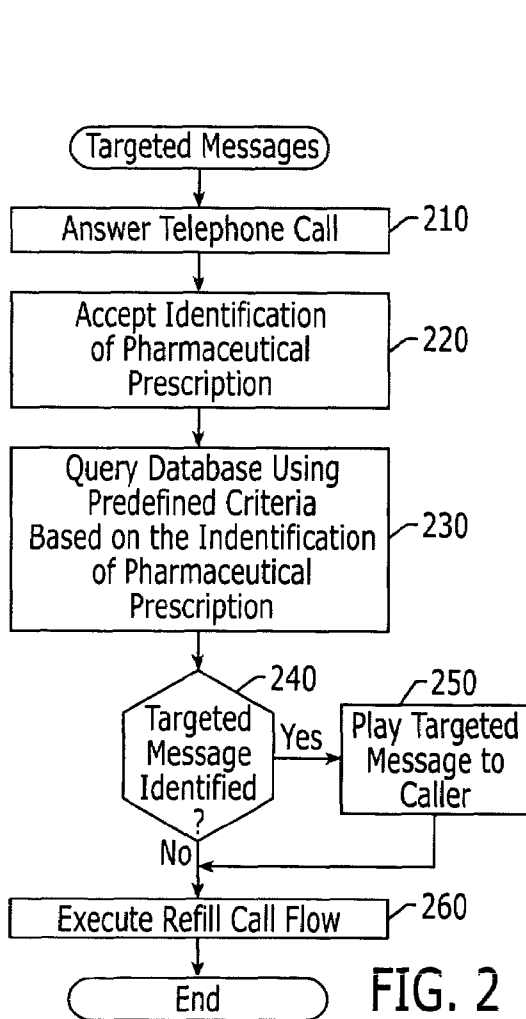 Targeted Messages
Answer Telephone Call
210
Accept Identification
of Pharmaceutical
Prescription
220
Query Database Using
Predefined Criteria
Based on the Indentification
of Pharmaceutical
Prescription
230
240
Targeted
Message
Identified
?
Yes
250
Play Targeted
Message to
Caller
No
Execute Refill Call Flow
260
End
FIG. 2